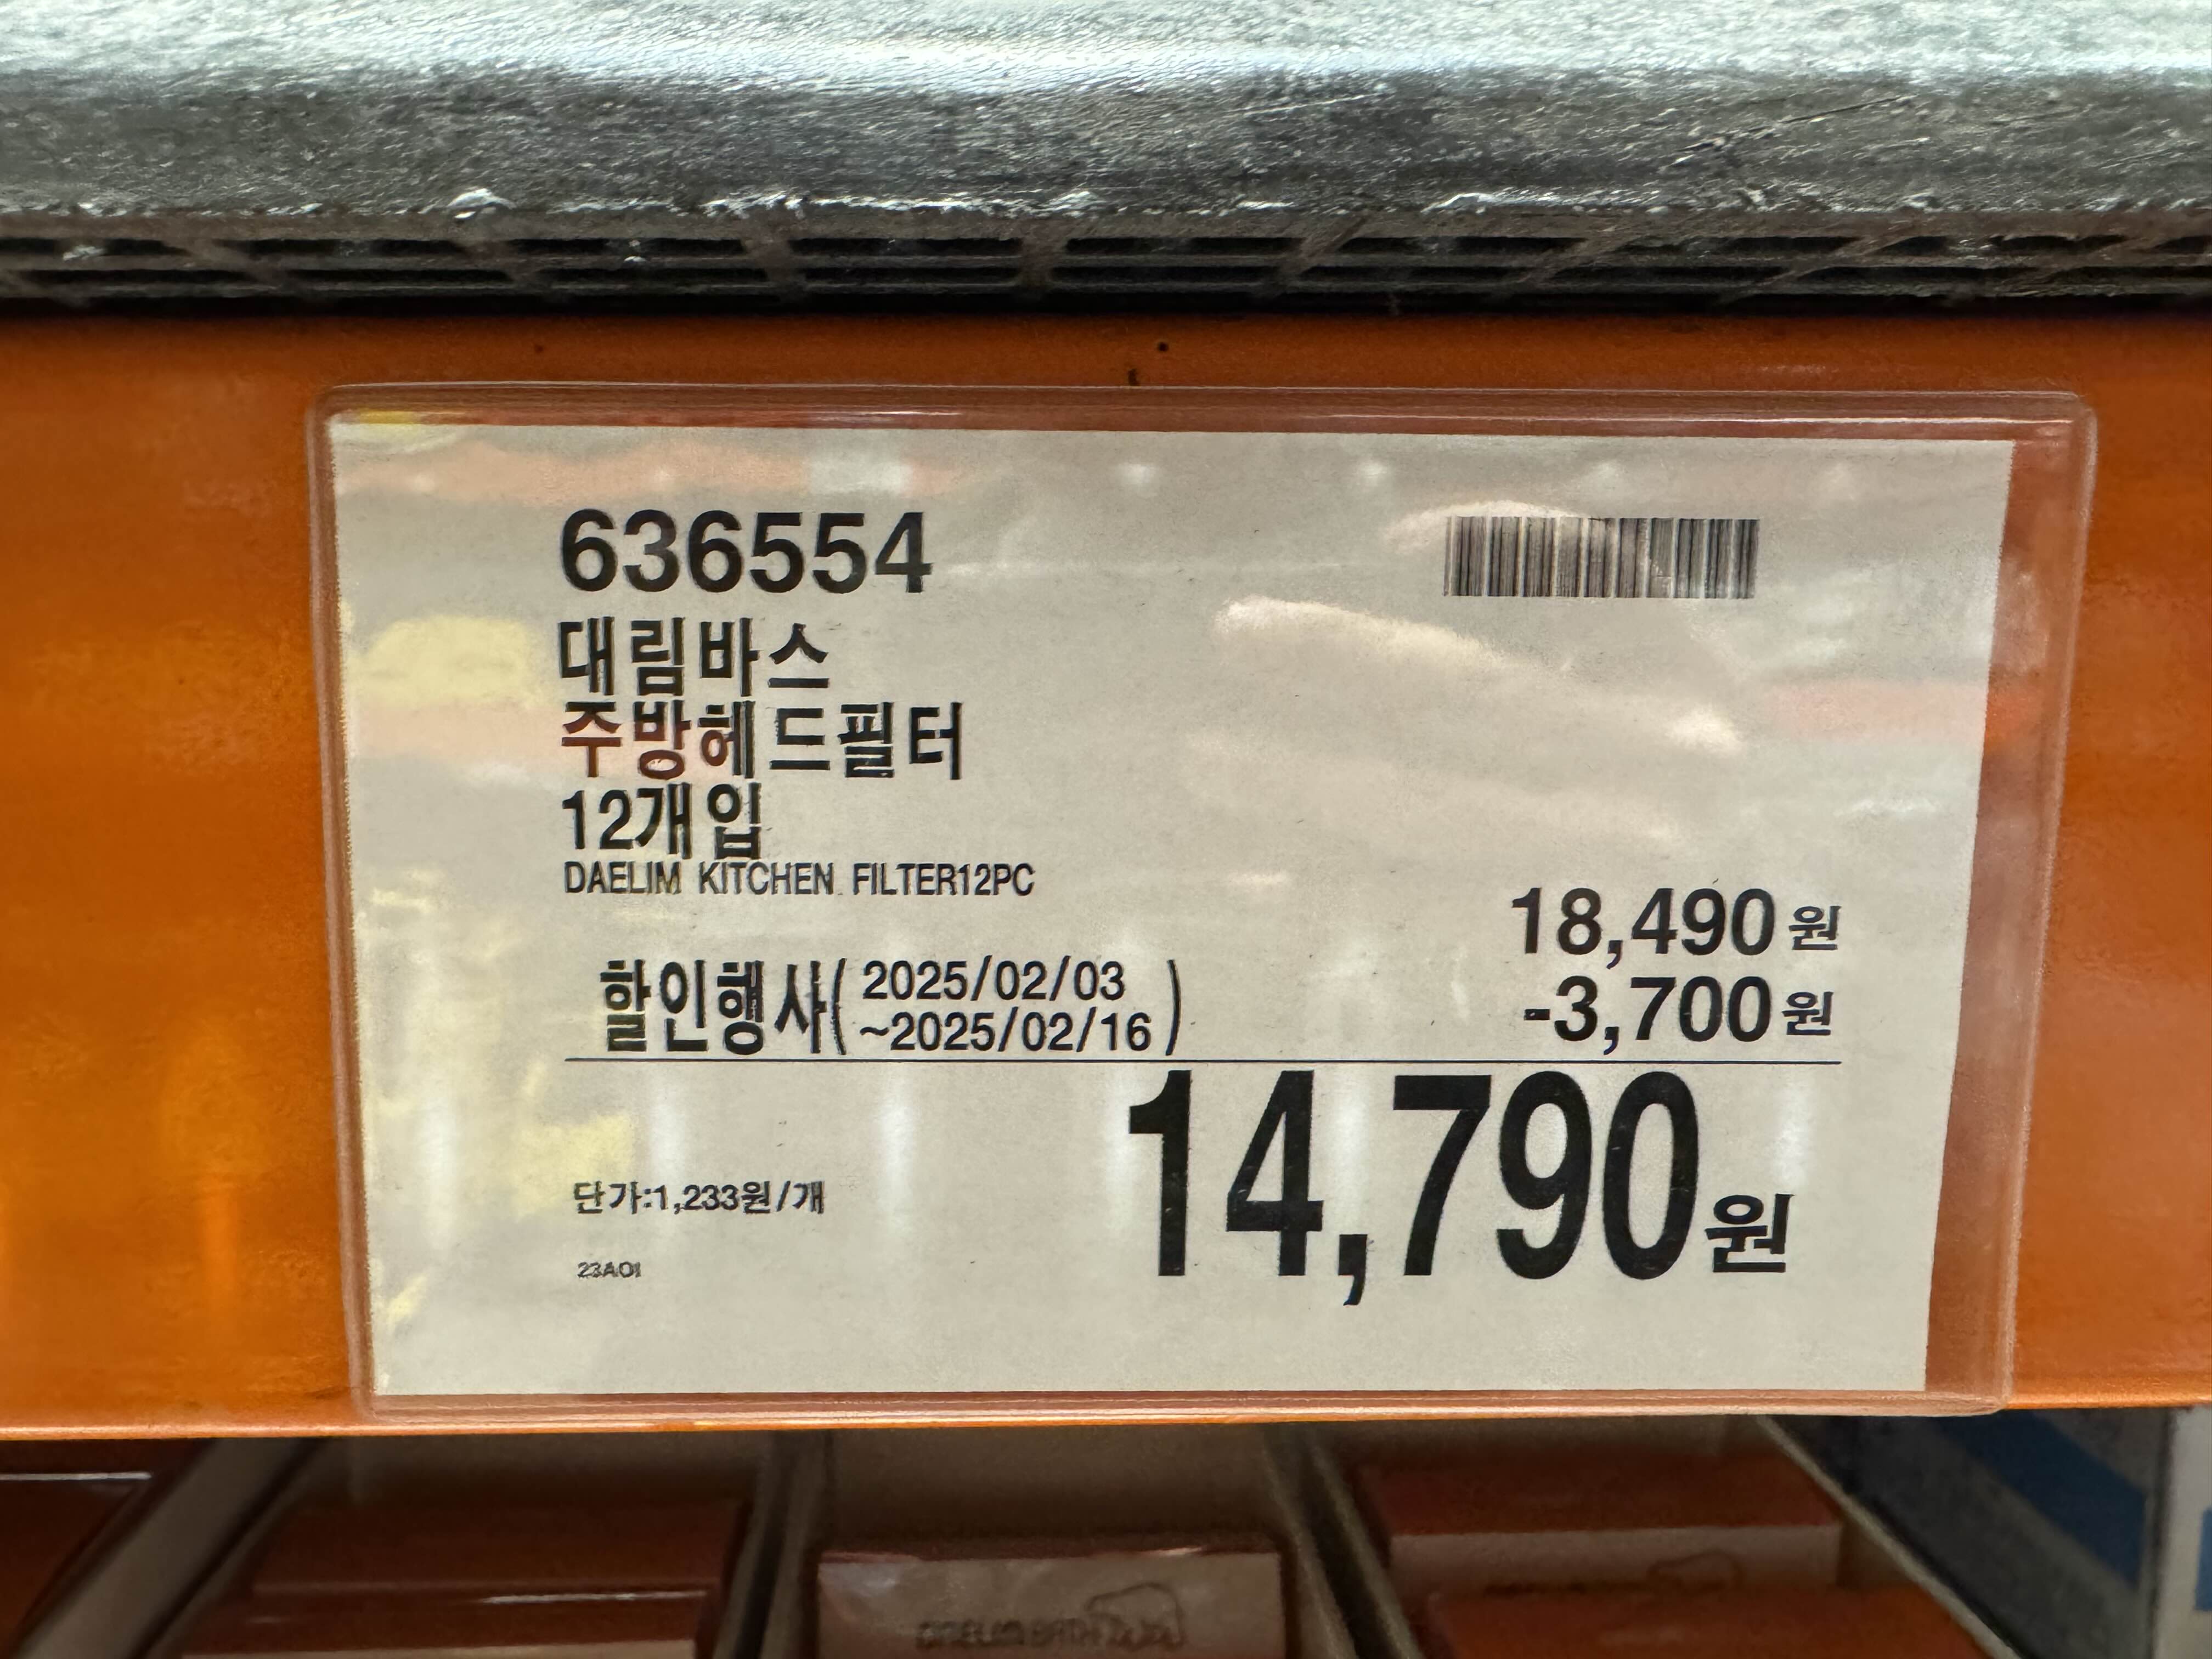 636554
대림바스
주방헤드필터
12개입
DAELIM KITCHEN FILTER12PC
18,490원
할인행사( 2025/02/03
~2025/02/16 )
-3,700원
14,790원
단가:1,233원/개
23A01
DAELIM BATH